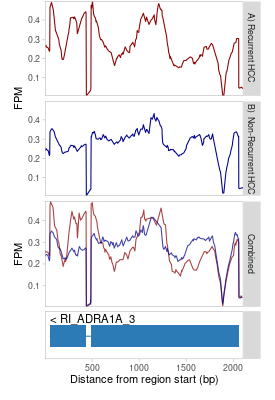 0.4
0.3
0.2
0.1
FPM
A) Recurrent HCC
0.4
0.3
0.2
0.1
B) Non-Recurrent HCC
0.4
0.3
0.2
0.1
FPM
Combined
< RI_ADRA1A_3
500
1000
1500
2000
Distance from region start (bp)